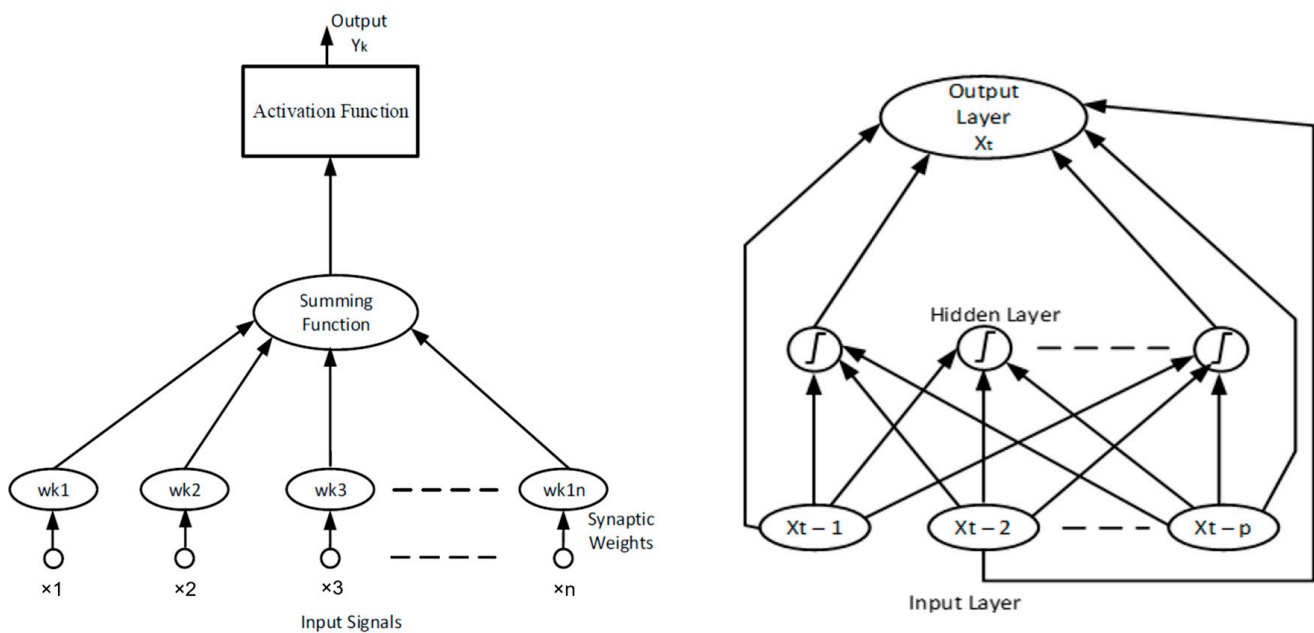 Output
Yk
Activation Function
Summing
Function
wk1
wk2
wk3
wk1n
Synaptic
Weights
×1
×2
×3
×n
Input Signals
Output
Layer
Xt
Hidden Layer
Xt – 1
Xt – 2
Xt – p
Input Layer